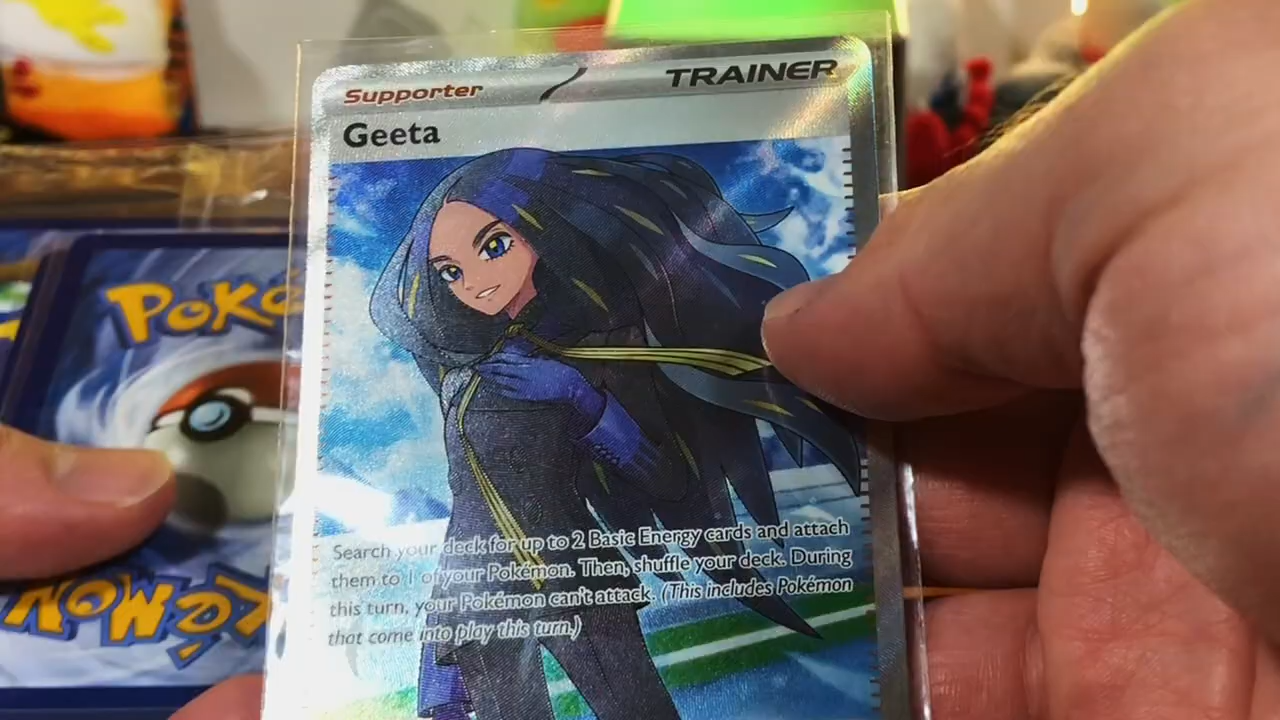 Supporter
TRAINER
Geeta
Search your deck for up to 2 Basic Energy cards and attach
them to 1 of your Pokémon. Then, shuffle your deck. During
this turn, your Pokémon can't attack. (This includes Pokémon
that come into play this turn.)
POKé
KéMON